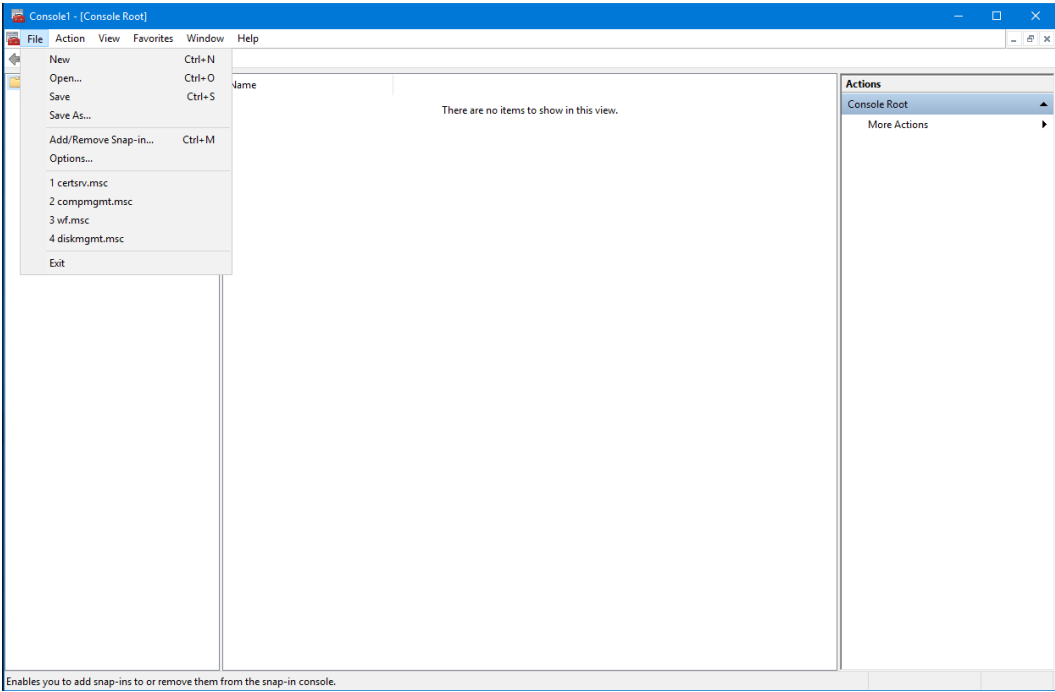 Console1 - [Console Root]
File Action View Favorites Window Help
New Ctrl+N
Open... Ctrl+O
Save Ctrl+S
Save As...
Add/Remove Snap-in... Ctrl+M
Options...
1 certsrv.msc
2 compmgmt.msc
3 wf.msc
4 diskmgmt.msc
Exit
Name
There are no items to show in this view.
Actions
Console Root
More Actions
Enables you to add snap-ins to or remove them from the snap-in console.